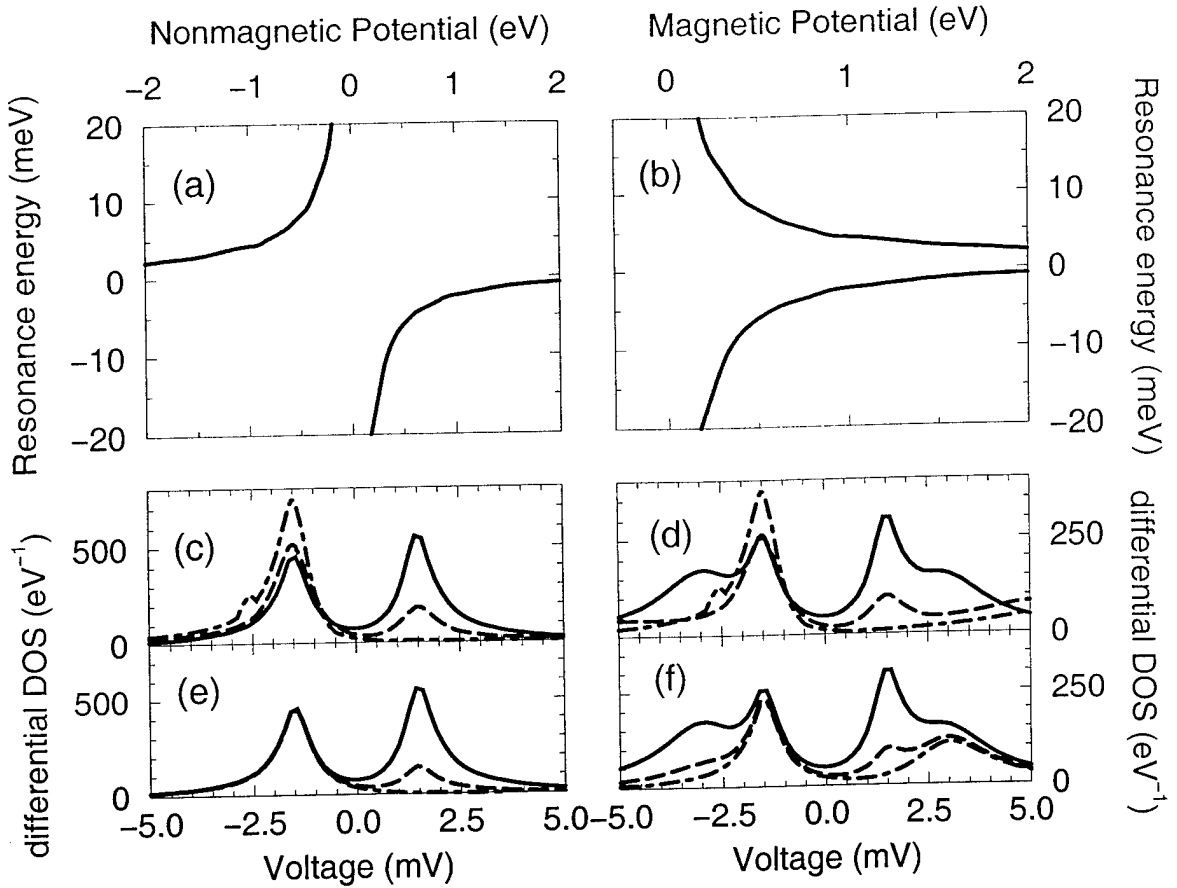 Nonmagnetic Potential (eV)
Magnetic Potential (eV)
−2 −1 0 1 2
0 1 2
Resonance energy (meV)
20
10
0
−10
−20
(a)
(b)
20
10
0
−10
−20
Resonance energy (meV)
differential DOS (eV⁻¹)
500
0
500
0
(c)
(d)
(e)
(f)
250
0
250
0
differential DOS (eV⁻¹)
−5.0 −2.5 0.0 2.5 5.0
−5.0 −2.5 0.0 2.5 5.0
Voltage (mV)
Voltage (mV)